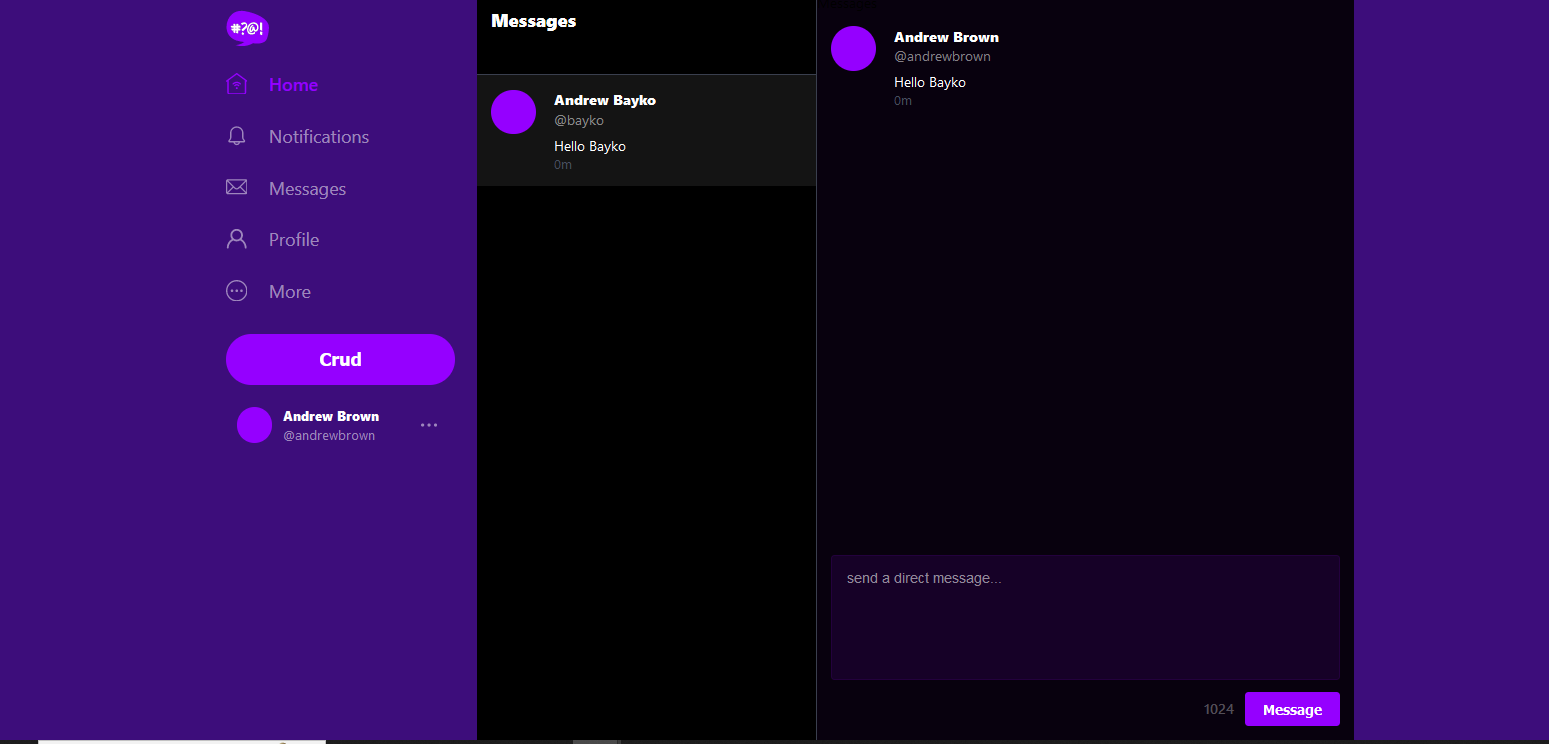 #?@!
Home
Notifications
Messages
Profile
More
Crud
Andrew Brown
@andrewbrown
Messages
Andrew Bayko
@bayko
Hello Bayko
0m
Messages
Andrew Brown
@andrewbrown
Hello Bayko
0m
send a direct message...
1024
Message